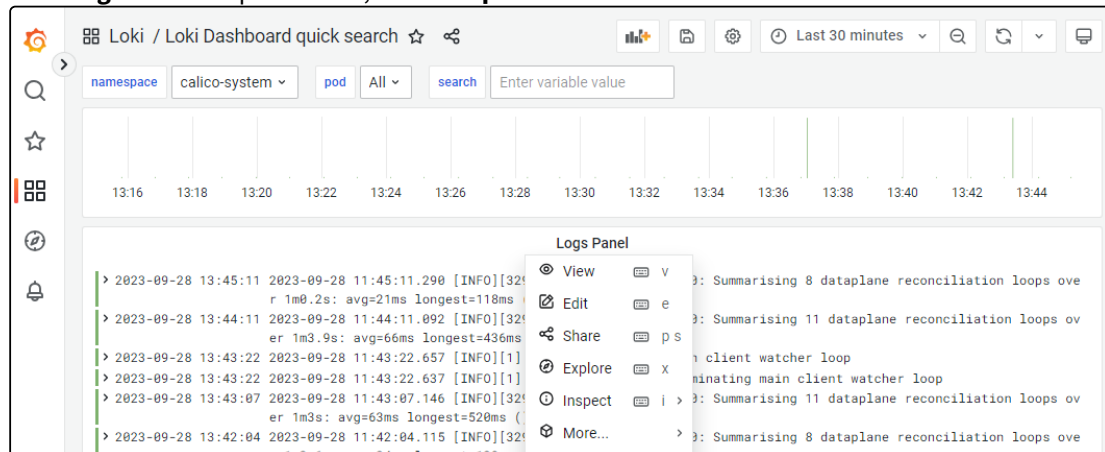 Loki / Loki Dashboard quick search
Last 30 minutes
namespace calico-system pod All search Enter variable value
13:16 13:18 13:20 13:22 13:24 13:26 13:28 13:30 13:32 13:34 13:36 13:38 13:40 13:42 13:44
Logs Panel
View v
2023-09-28 13:45:11 2023-09-28 11:45:11.290 [INFO][329 : Summarising 8 dataplane reconciliation loops ove
r 1m0.2s: avg=21ms longest=118ms
Edit e
2023-09-28 13:44:11 2023-09-28 11:44:11.092 [INFO][329 : Summarising 11 dataplane reconciliation loops ov
er 1m3.9s: avg=66ms longest=436ms
Share p s
2023-09-28 13:43:22 2023-09-28 11:43:22.657 [INFO][1] client watcher loop
Explore x
2023-09-28 13:43:22 2023-09-28 11:43:22.637 [INFO][1] minating main client watcher loop
2023-09-28 13:43:07 2023-09-28 11:43:07.146 [INFO][329 : Summarising 11 dataplane reconciliation loops ov
Inspect i
er 1m3s: avg=63ms longest=520ms (
More...
2023-09-28 13:42:04 2023-09-28 11:42:04.115 [INFO][329 : Summarising 8 dataplane reconciliation loops ove